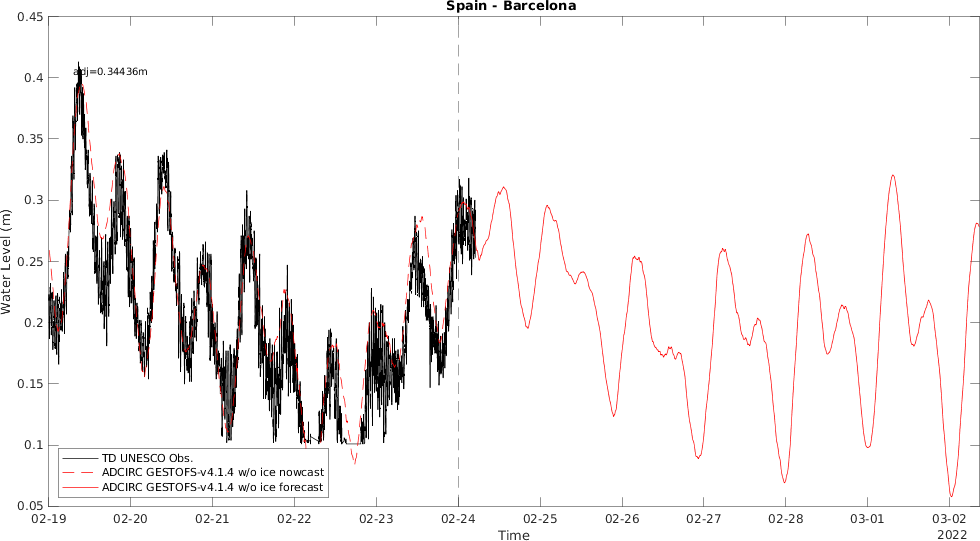 Spain - Barcelona
0.45
0.4
0.35
0.3
0.25
0.2
0.15
0.1
0.05
Water Level (m)
adj=0.34436m
TD UNESCO Obs.
ADCIRC GESTOFS-v4.1.4 w/o ice nowcast
ADCIRC GESTOFS-v4.1.4 w/o ice forecast
02-19 02-20 02-21 02-22 02-23 02-24 02-25 02-26 02-27 02-28 03-01 03-02
Time
2022